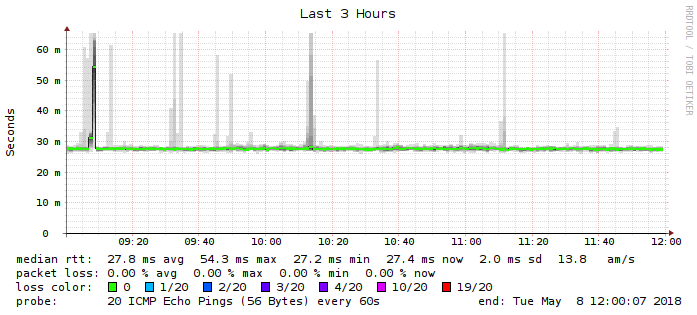 Last 3 Hours
RRDTOOL / TOBI OETIKER
Seconds
60 m
50 m
40 m
30 m
20 m
10 m
0
09:20 09:40 10:00 10:20 10:40 11:00 11:20 11:40 12:00
median rtt: 27.8 ms avg 54.3 ms max 27.2 ms min 27.4 ms now 2.0 ms sd 13.8 am/s
packet loss: 0.00 % avg 0.00 % max 0.00 % min 0.00 % now
loss color: 0 1/20 2/20 3/20 4/20 10/20 19/20
probe: 20 ICMP Echo Pings (56 Bytes) every 60s end: Tue May 8 12:00:07 2018